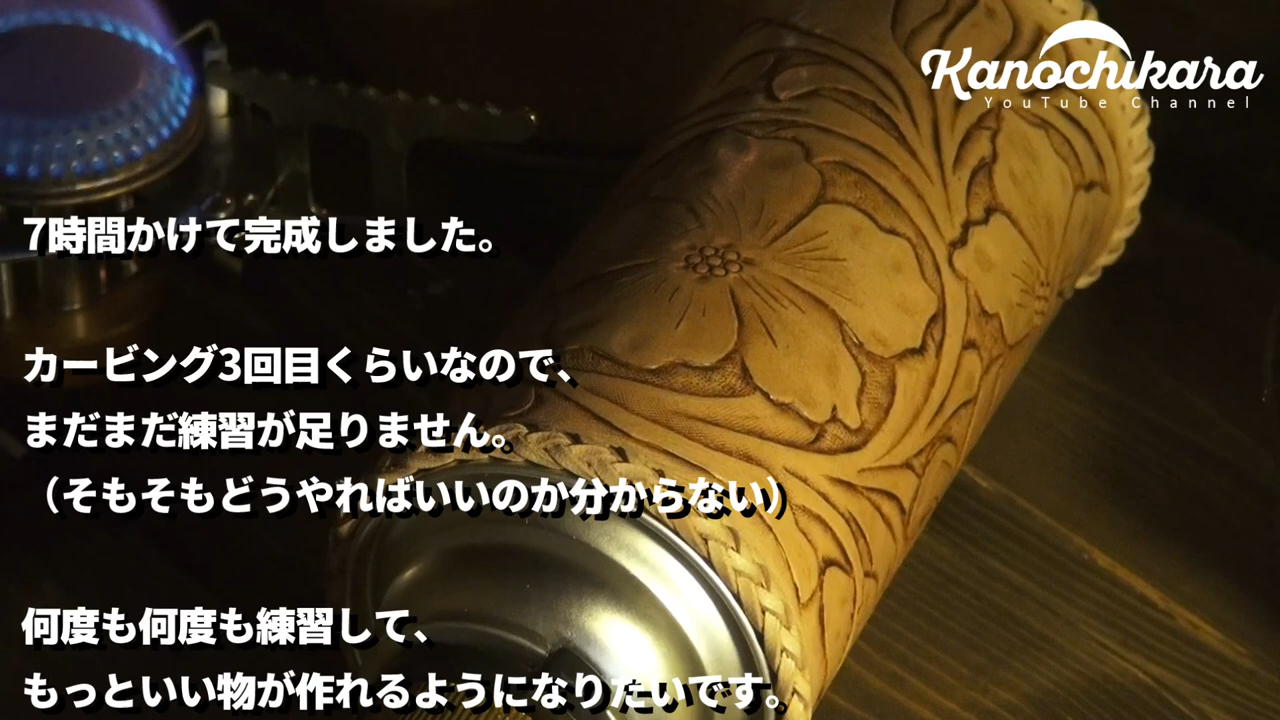 Kanochikara
YouTube Channel
7時間かけて完成しました。
カービング3回目くらいなので、
まだまだ練習が足りません。
（そもそもどうやればいいのか分からない）
何度も何度も練習して、
もっといい物が作れるようになりたいです。